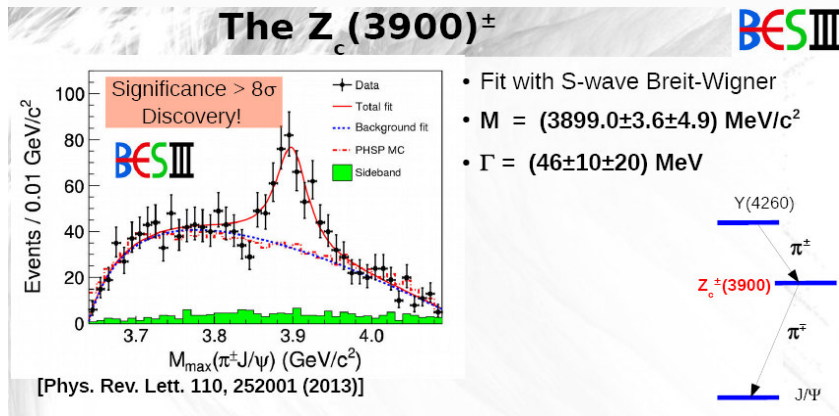 The Z_c(3900)^±
BESIII
Significance > 8σ
Discovery!
BESIII
Data
Total fit
Background fit
PHSP MC
Sideband
Events / 0.01 GeV/c²
100
80
60
40
20
0
3.7 3.8 3.9 4.0
M_max(π^±J/ψ) (GeV/c²)
[Phys. Rev. Lett. 110, 252001 (2013)]
• Fit with S-wave Breit-Wigner
• M = (3899.0±3.6±4.9) MeV/c²
• Γ = (46±10±20) MeV
Y(4260)
π^±
Z_c^±(3900)
π^∓
J/Ψ